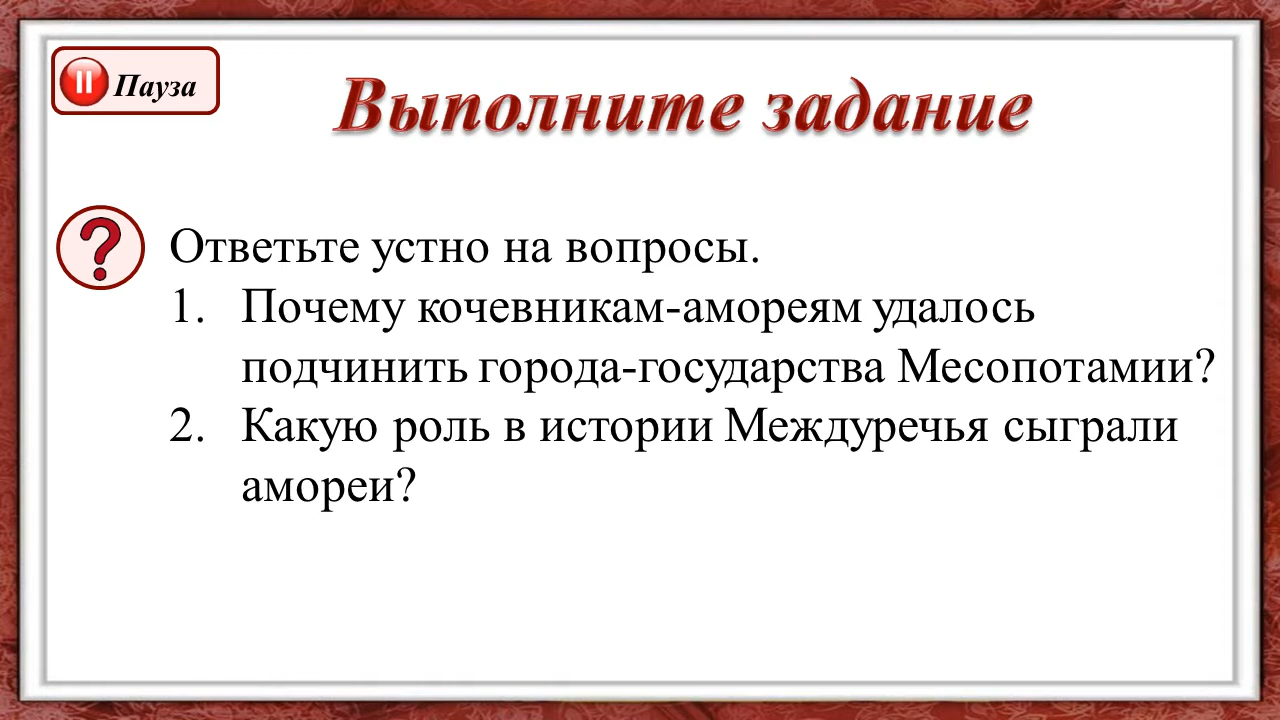 Пауза
Выполните задание
Ответьте устно на вопросы.
1. Почему кочевникам-амореям удалось
подчинить города-государства Месопотамии?
2. Какую роль в истории Междуречья сыграли
амореи?